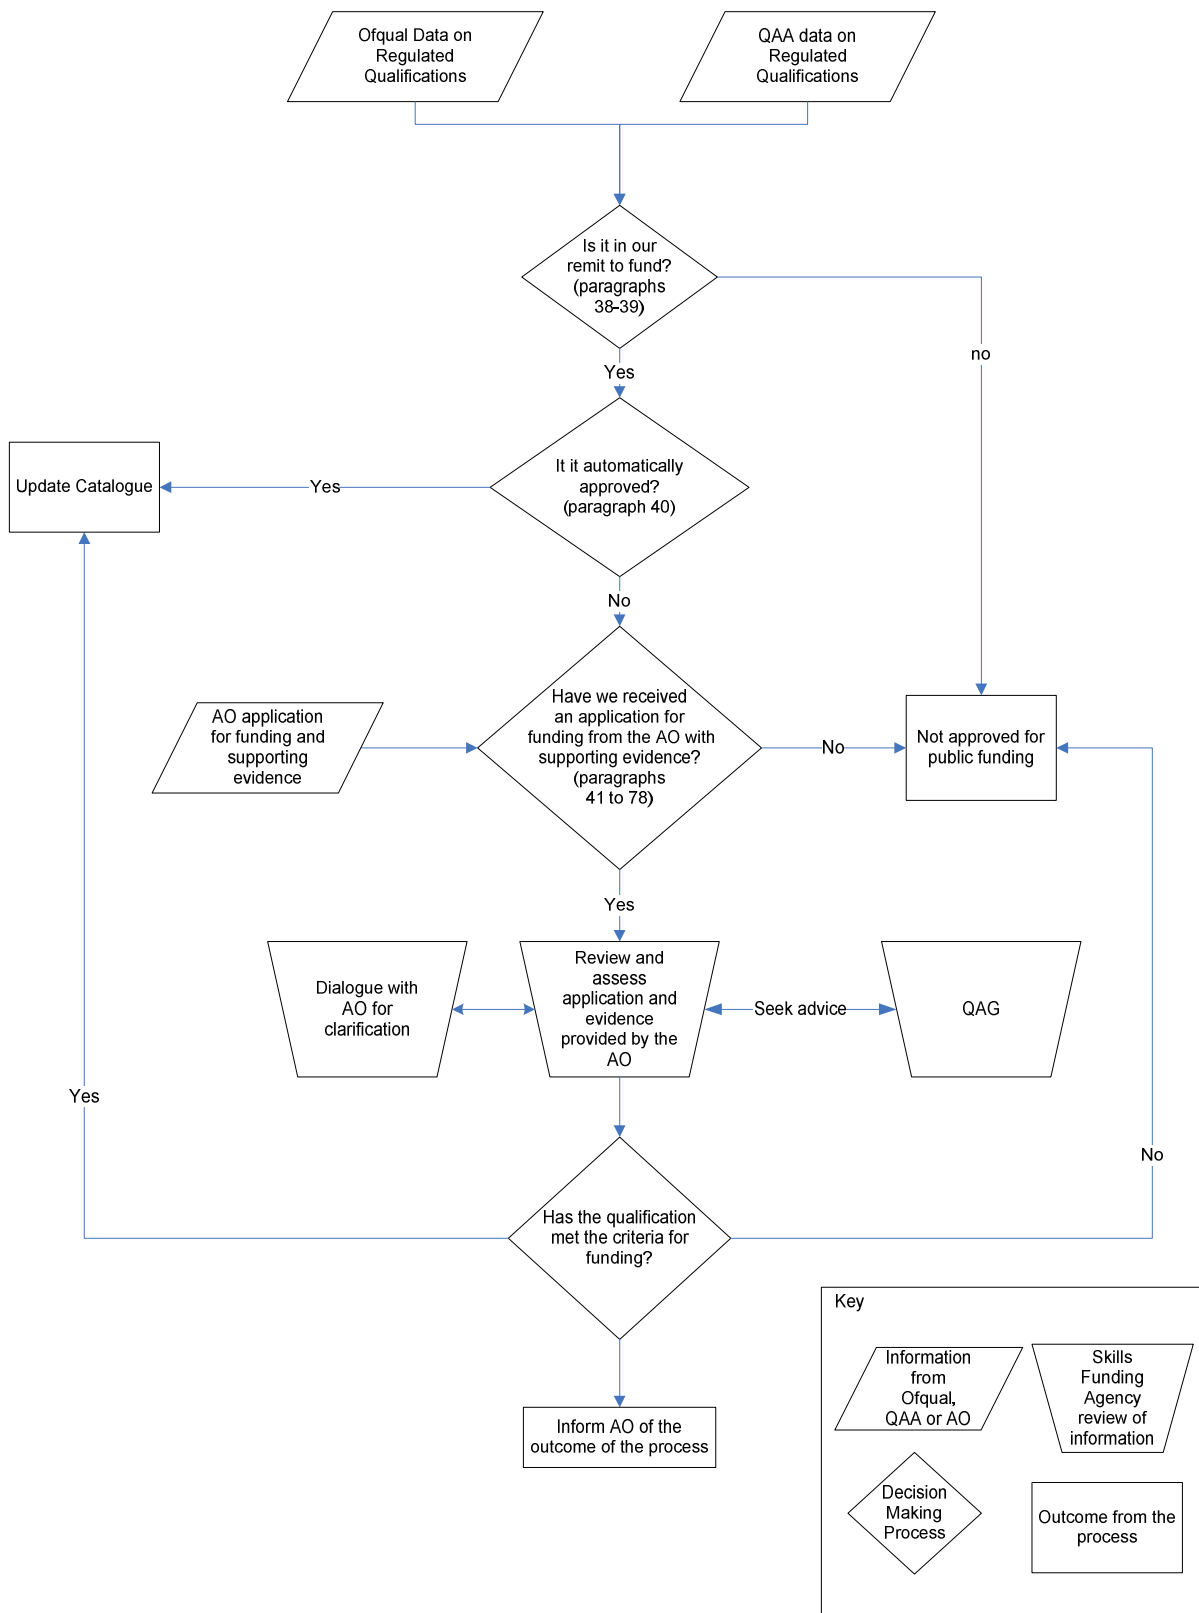 Ofqual Data on
Regulated
Qualifications
QAA data on
Regulated
Qualifications
Is it in our
remit to fund?
(paragraphs
38-39)
no
Yes
It it automatically
approved?
(paragraph 40)
Yes
Update Catalogue
No
AO application
for funding and
supporting
evidence
Have we received
an application for
funding from the AO with
supporting evidence?
(paragraphs
41 to 78)
No
Not approved for
public funding
Yes
Dialogue with
AO for
clarification
Review and
assess
application and
evidence
provided by the
AO
Seek advice
QAG
Yes
No
Has the qualification
met the criteria for
funding?
Inform AO of the
outcome of the process
Key
Information
from
Ofqual,
QAA or AO
Skills
Funding
Agency
review of
information
Decision
Making
Process
Outcome from the
process